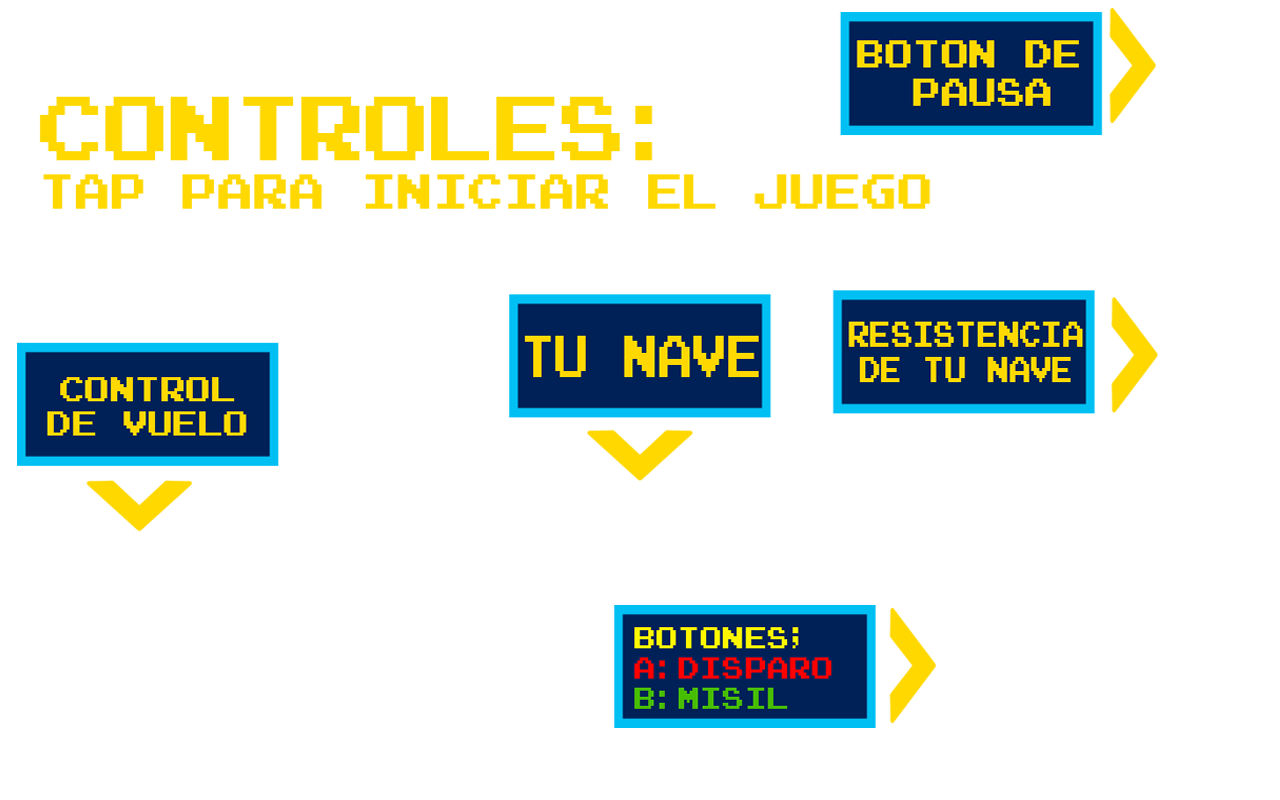 BOTON DE
PAUSA
CONTROLES:
TAP PARA INICIAR EL JUEGO
TU NAVE
RESISTENCIA
DE TU NAVE
CONTROL
DE VUELO
BOTONES;
A: DISPARO
B: MISIL